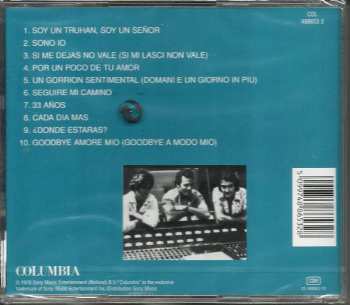 COL
1. SOY UN TRUHAN, SOY UN SEÑOR
2. SONO IO
3. SI ME DEJAS NO VALE (SI MI LASCI NON VALE)
4. POR UN POCO DE TU AMOR
5. UN GORRION SENTIMENTAL (DOMANI E UN GIORNO IN PIU)
6. SEGUIRE MI CAMINO
7. 33 AÑOS
8. CADA DIA MAS
9. ¿DONDE ESTARAS?
10. GOODBYE AMORE MIO (GOODBYE A MODO MIO)
COLUMBIA